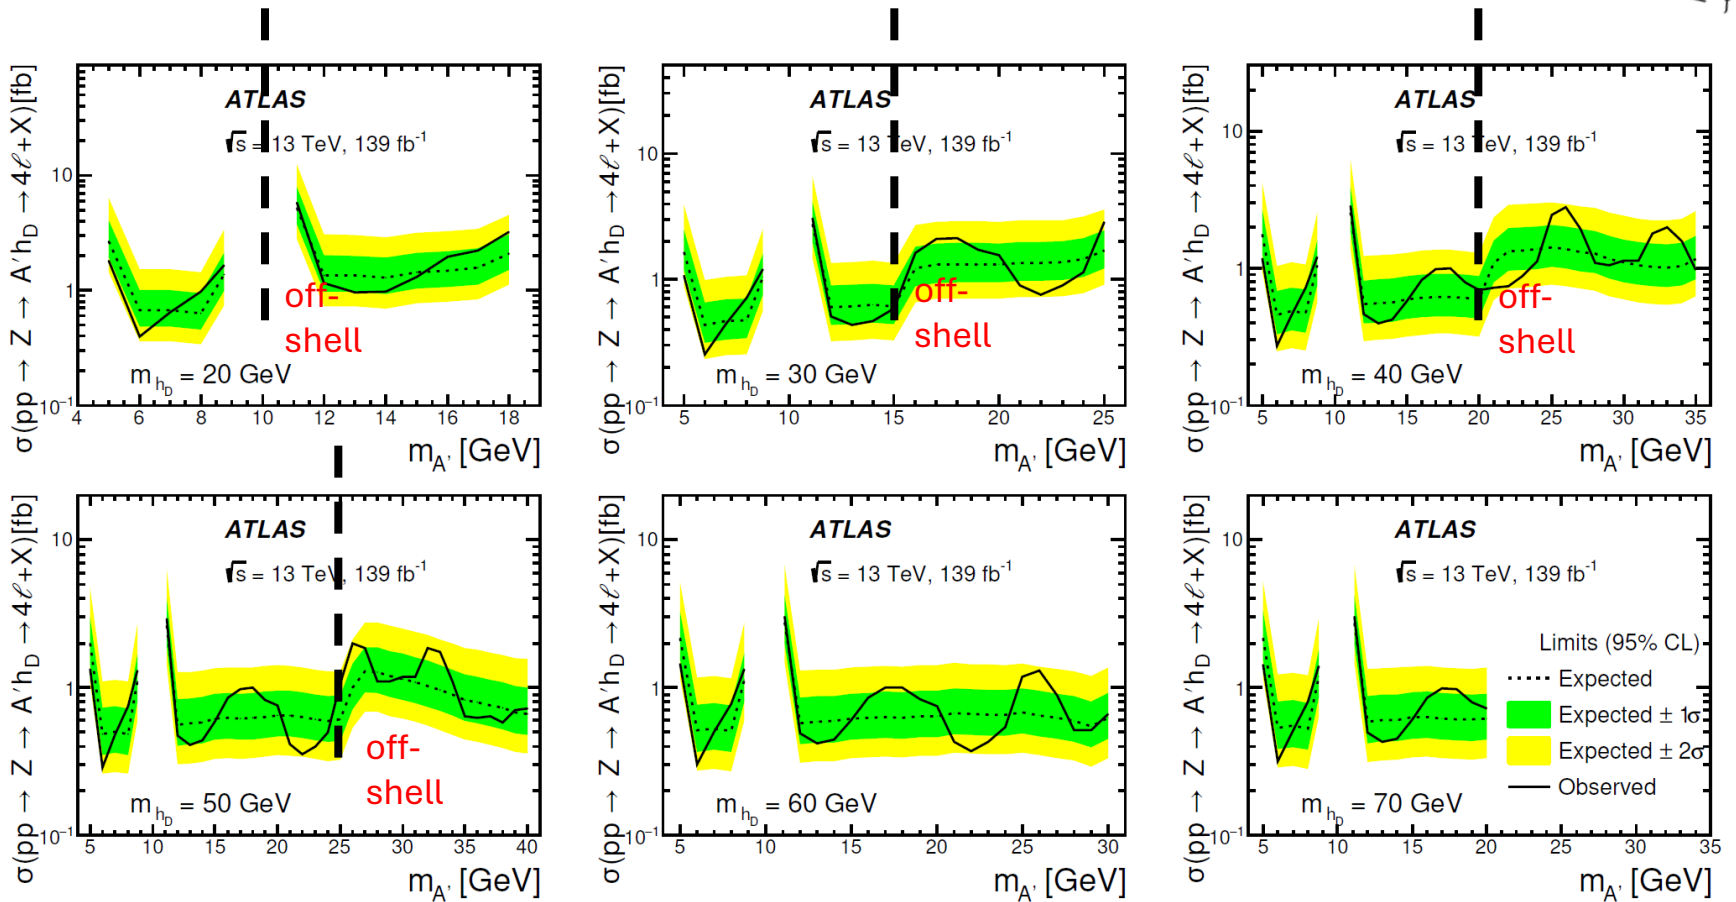 σ(pp → Z → A′h_D →4ℓ+X)[fb]
ATLAS
√s = 13 TeV, 139 fb⁻¹
10
1
10⁻¹
off-
shell
m_h_D = 20 GeV
4 6 8 10 12 14 16 18
m_A' [GeV]
σ(pp → Z → A′h_D →4ℓ+X)[fb]
ATLAS
√s = 13 TeV, 139 fb⁻¹
10
1
10⁻¹
off-
shell
m_h_D = 30 GeV
5 10 15 20 25
m_A' [GeV]
σ(pp → Z → A′h_D →4ℓ+X)[fb]
ATLAS
√s = 13 TeV, 139 fb⁻¹
10
1
10⁻¹
off-
shell
m_h_D = 40 GeV
5 10 15 20 25 30 35
m_A' [GeV]
σ(pp → Z → A′h_D →4ℓ+X)[fb]
ATLAS
√s = 13 TeV, 139 fb⁻¹
10
1
10⁻¹
off-
shell
m_h_D = 50 GeV
5 10 15 20 25 30 35 40
m_A' [GeV]
σ(pp → Z → A′h_D →4ℓ+X)[fb]
ATLAS
√s = 13 TeV, 139 fb⁻¹
10
1
10⁻¹
m_h_D = 60 GeV
5 10 15 20 25 30
m_A' [GeV]
σ(pp → Z → A′h_D →4ℓ+X)[fb]
ATLAS
√s = 13 TeV, 139 fb⁻¹
10
1
10⁻¹
Limits (95% CL)
Expected
Expected ± 1σ
Expected ± 2σ
Observed
m_h_D = 70 GeV
5 10 15 20 25 30 35
m_A' [GeV]